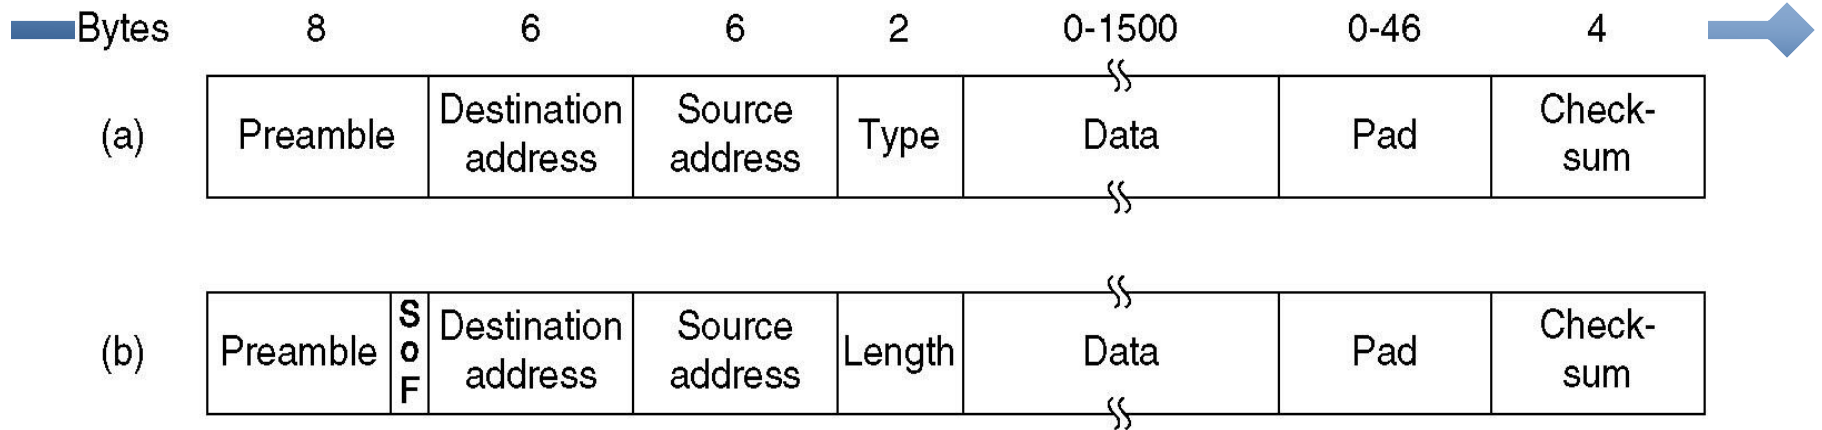 Bytes 8 6 6 2 0-1500 0-46 4
(a) Preamble Destination address Source address Type Data Pad Check-sum
(b) Preamble SoF Destination address Source address Length Data Pad Check-sum